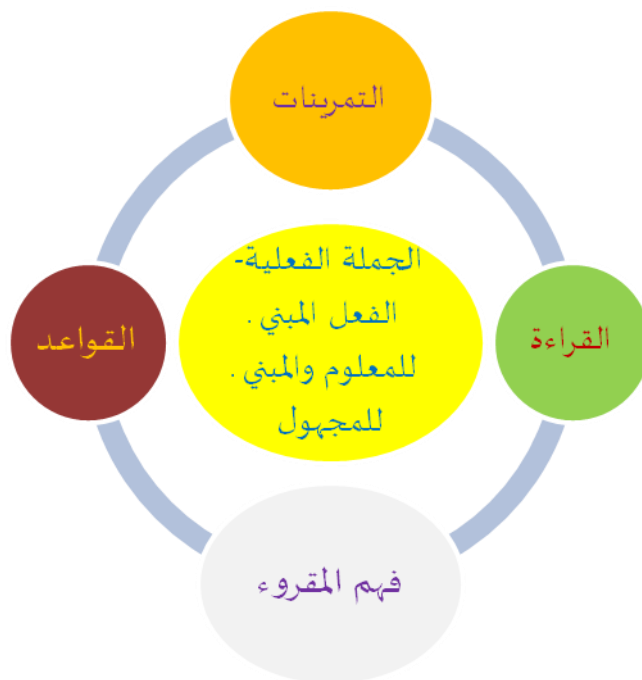 التمرينات
الجملة الفعلية-
الفعل المبني .
للمعلوم والمبني .
للمجهول
القراءة
القواعد
فهم المقروء